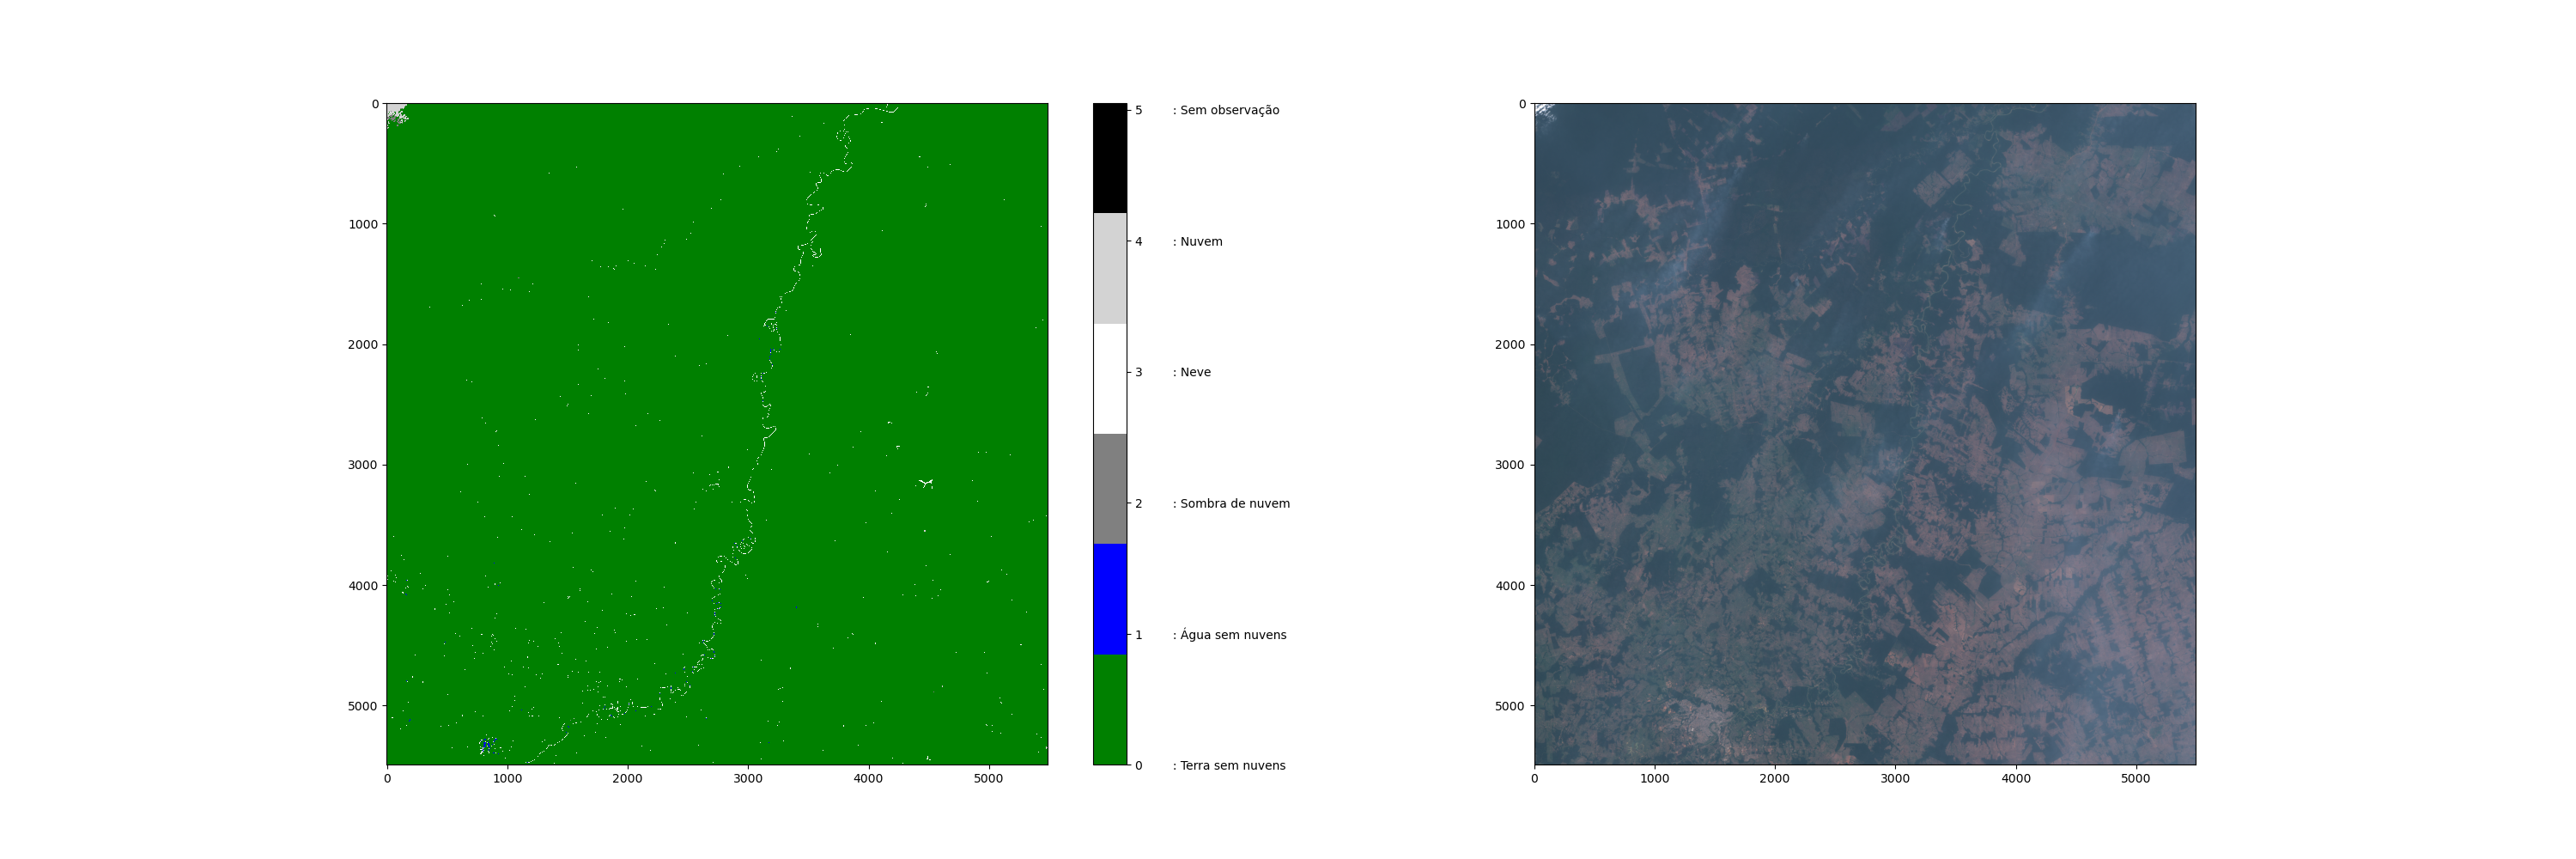 0
1000
2000
3000
4000
5000
0 1000 2000 3000 4000 5000
5 : Sem observação
4 : Nuvem
3 : Neve
2 : Sombra de nuvem
1 : Água sem nuvens
0 : Terra sem nuvens
0
1000
2000
3000
4000
5000
0 1000 2000 3000 4000 5000